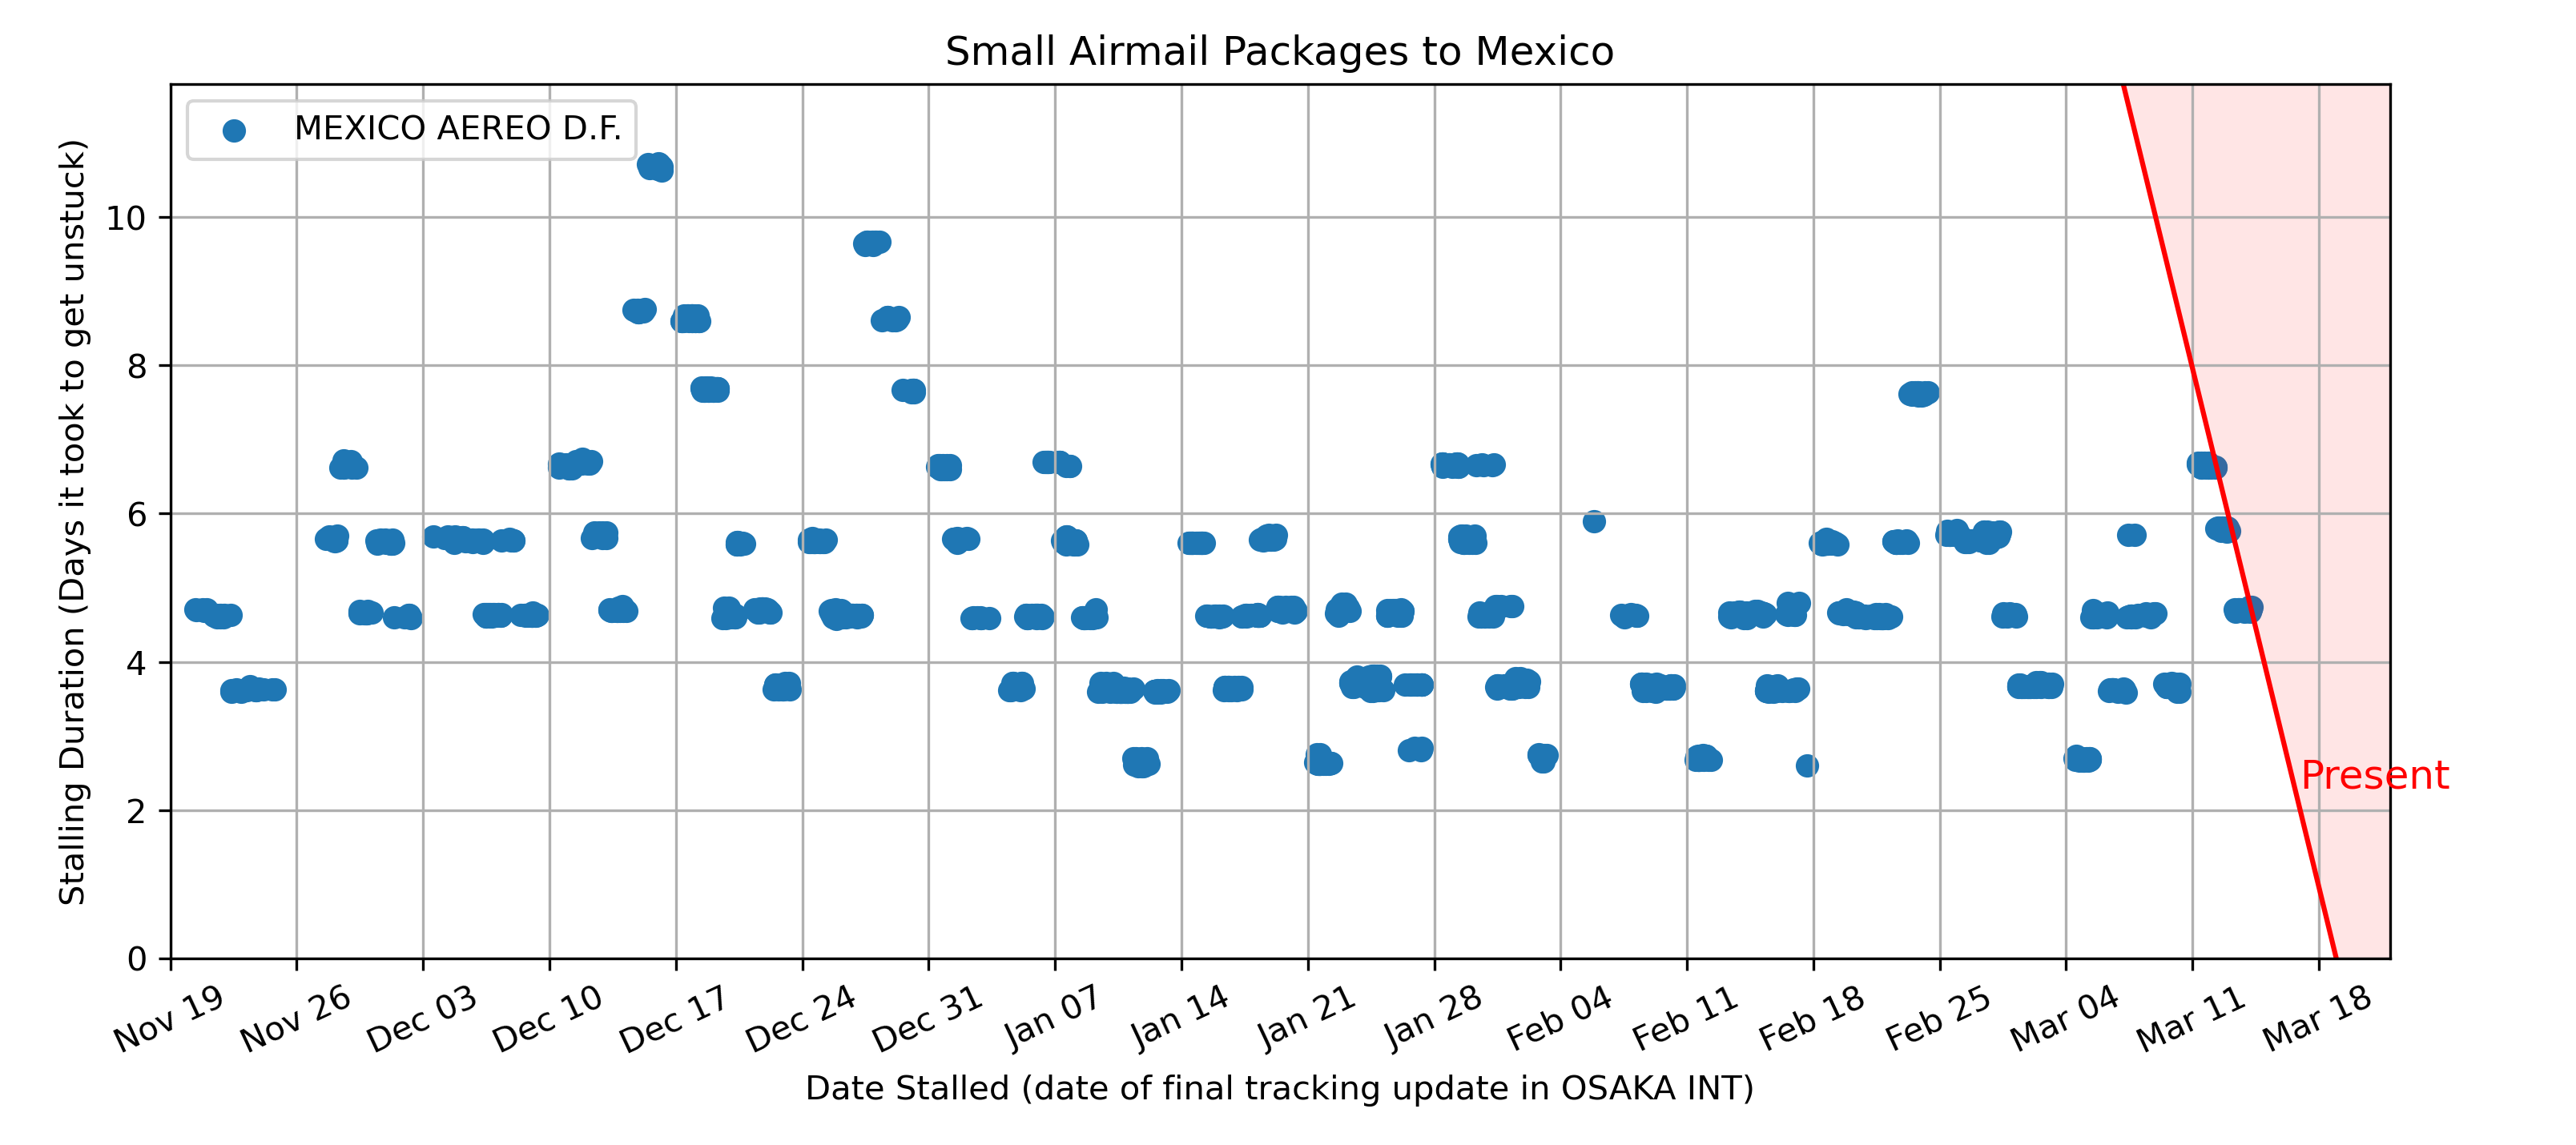 Small Airmail Packages to Mexico
MEXICO AEREO D.F.
Stalling Duration (Days it took to get unstuck)
10
8
6
4
2
0
Present
Nov 19
Nov 26
Dec 03
Dec 10
Dec 17
Dec 24
Dec 31
Jan 07
Jan 14
Jan 21
Jan 28
Feb 04
Feb 11
Feb 18
Feb 25
Mar 04
Mar 11
Mar 18
Date Stalled (date of final tracking update in OSAKA INT)